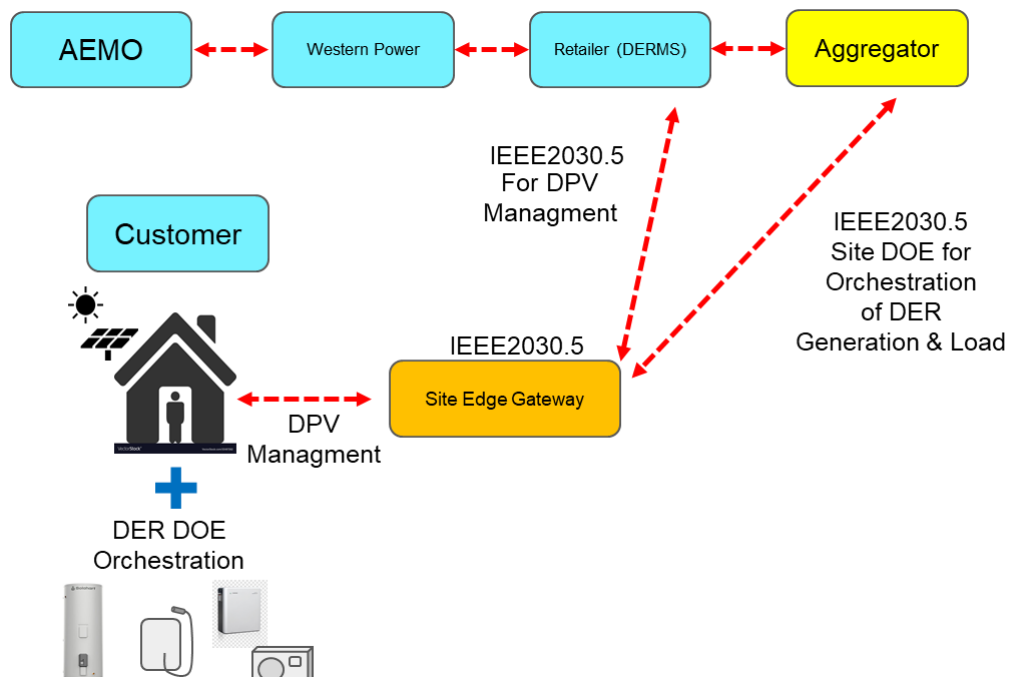 AEMO
Western Power
Retailer (DERMS)
Aggregator
IEEE2030.5
For DPV
Managment
IEEE2030.5
Site DOE for
Orchestration
of DER
Generation & Load
Customer
IEEE2030.5
Site Edge Gateway
DPV
Managment
DER DOE
Orchestration